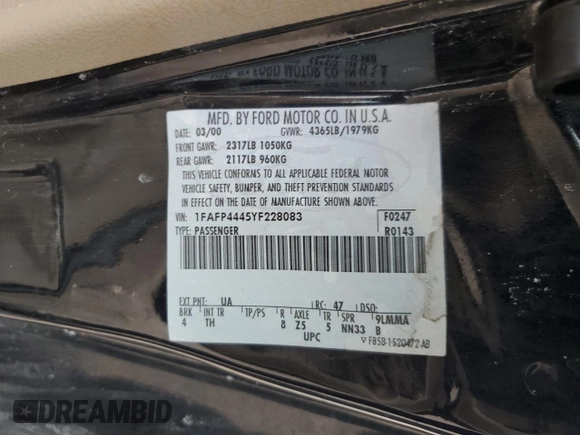 MFD. BY FORD MOTOR CO. IN U.S.A.
DATE: 03/00 GVWR: 4365LB/1979KG
FRONT GAWR: 2317LB 1050KG
REAR GAWR: 2117LB 960KG
THIS VEHICLE CONFORMS TO ALL APPLICABLE FEDERAL MOTOR
VEHICLE SAFETY, BUMPER, AND THEFT PREVENTION STANDARDS
IN EFFECT ON THE DATE OF MANUFACTURE SHOWN ABOVE.
VIN: 1FAFP4445YF228083 F0247
TYPE: PASSENGER R0143
EXT PNT: UA RC: 47 DSO:
BRK INT TR TP/PS R AXLE TR SPR 9LMMA
4 TH 8 Z5 5 NN33 B
UPC F85B-1520472-AB
DREAMBID